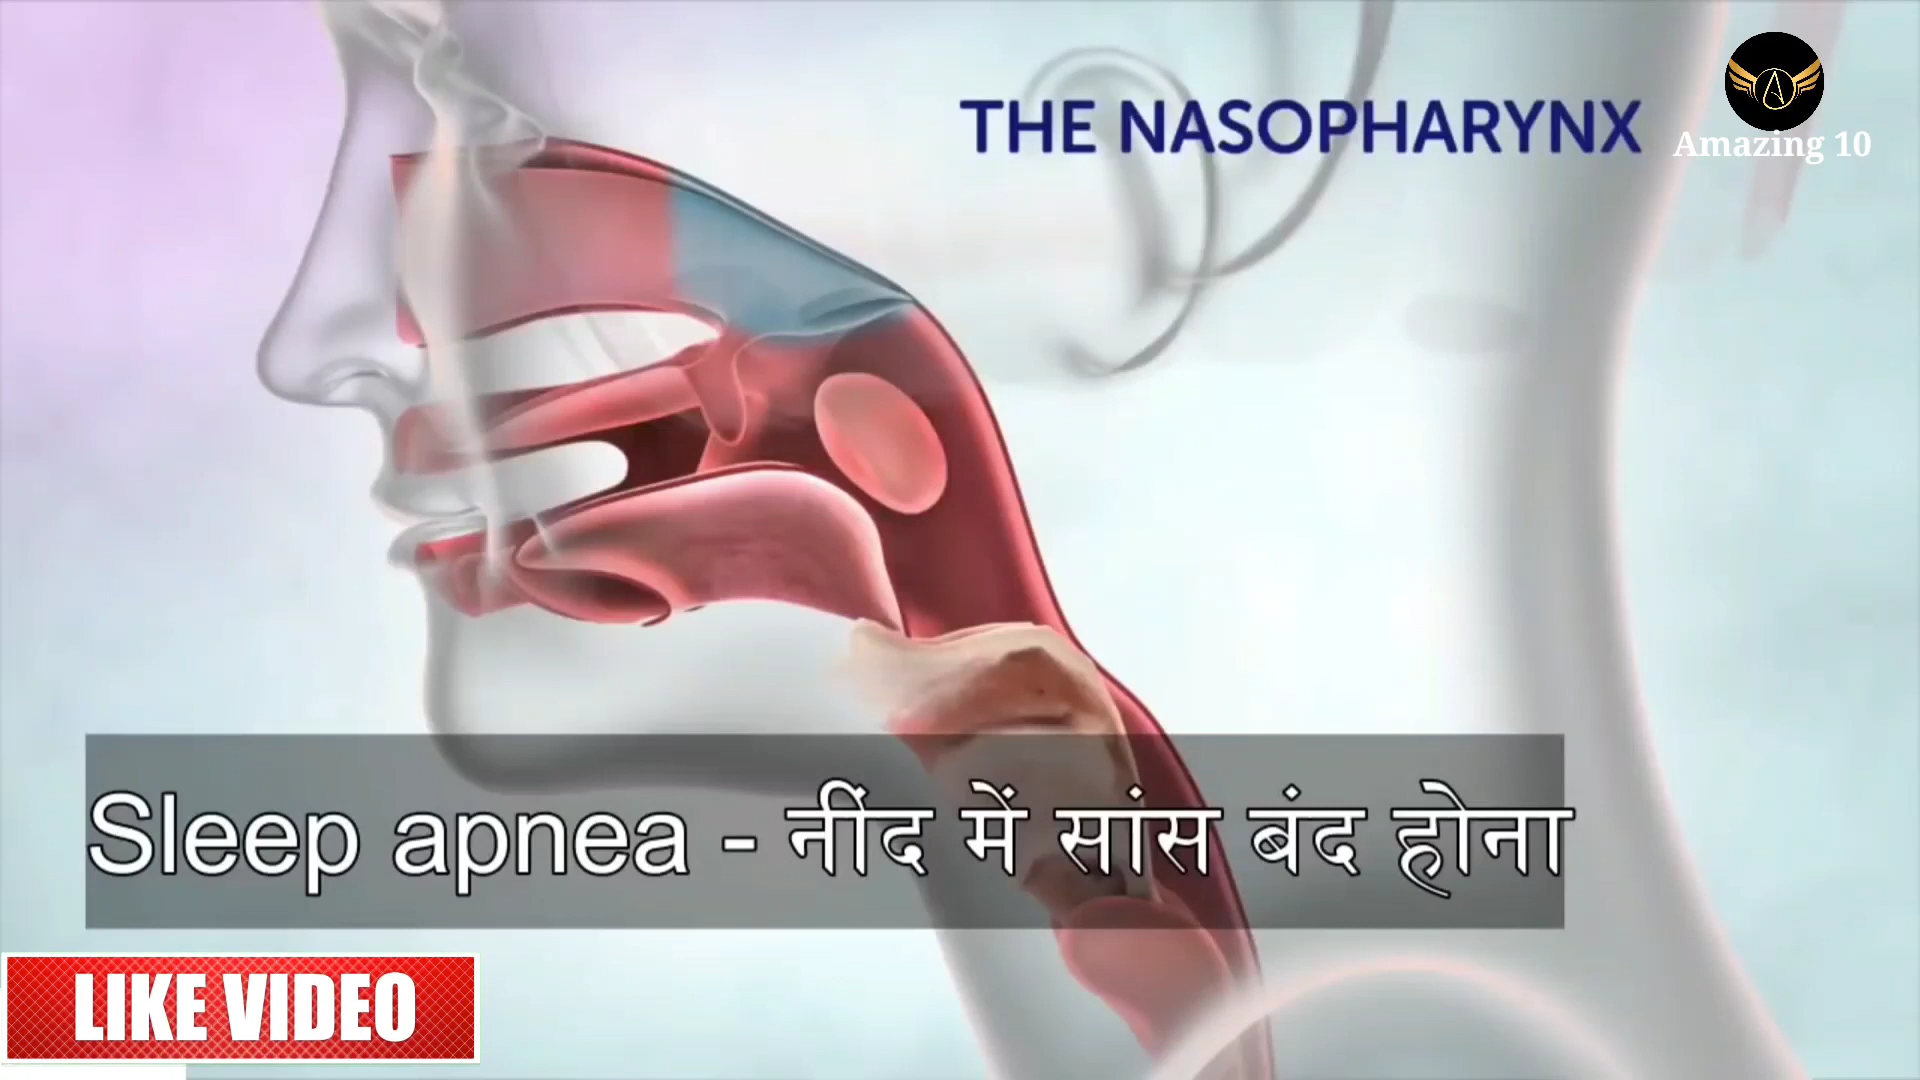 THE NASOPHARYNX
Amazing 10
Sleep apnea - नींद में सांस बंद होना
LIKE VIDEO